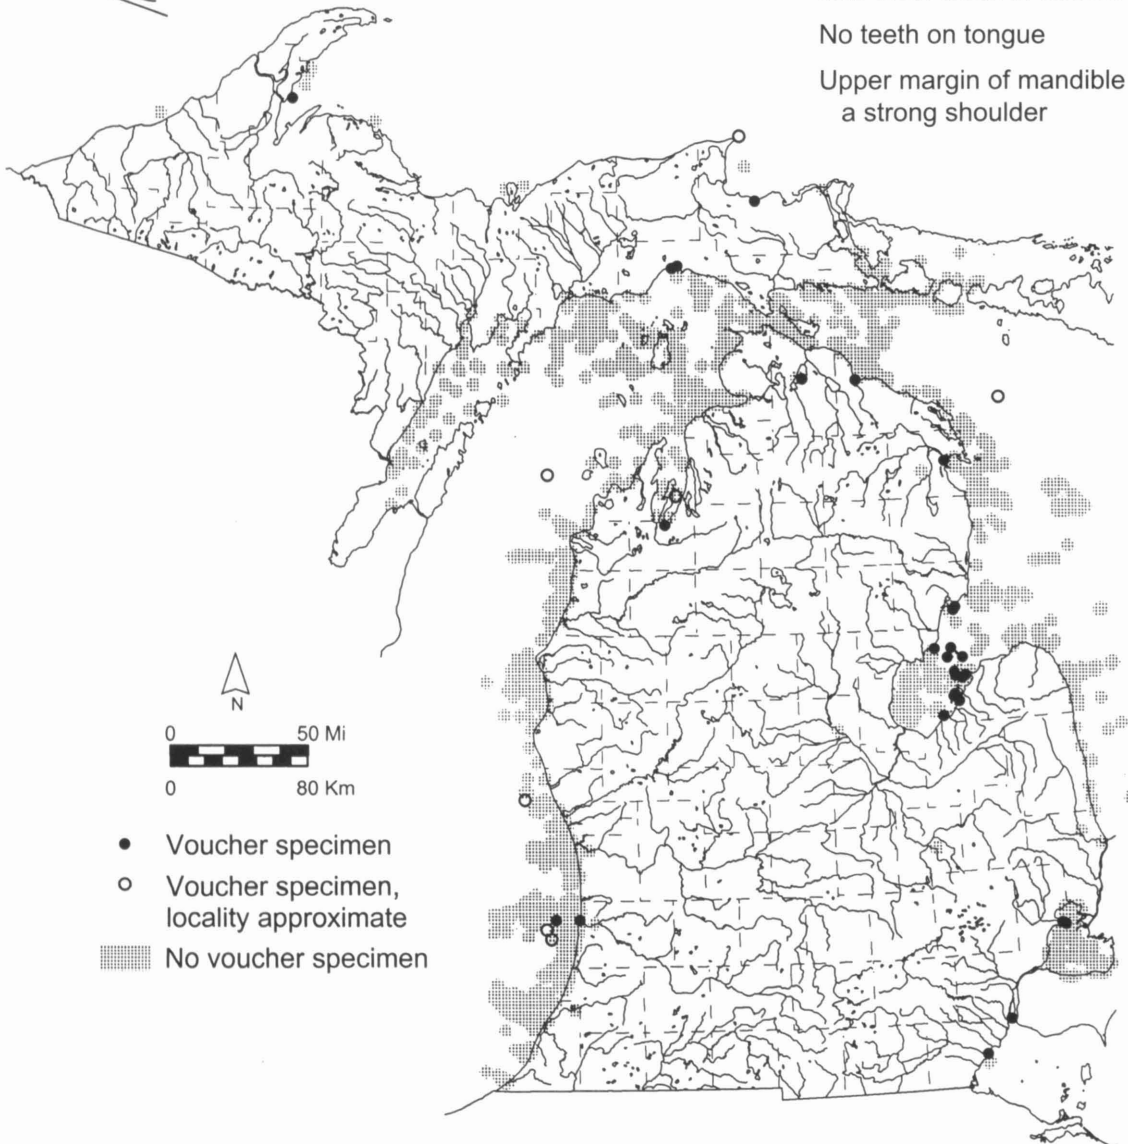 No teeth on tongue
Upper margin of mandible
a strong shoulder
N
0 50 Mi
0 80 Km
Voucher specimen
Voucher specimen,
locality approximate
No voucher specimen